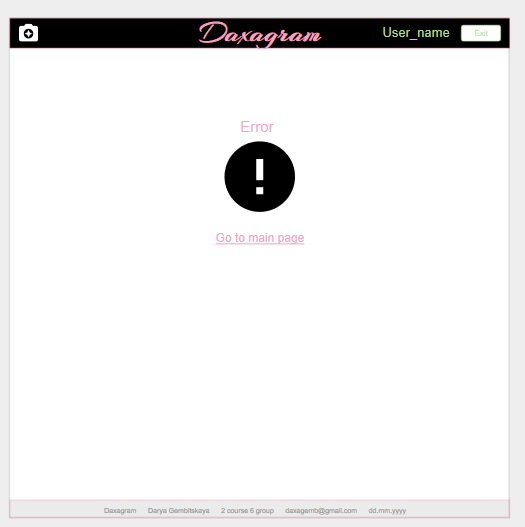 Daxagram User_name Exit
Error
!
Go to main page
Daxagram Darya Gembitskaya 2 course 6 group daxagemb@gmail.com dd.mm.yyyy